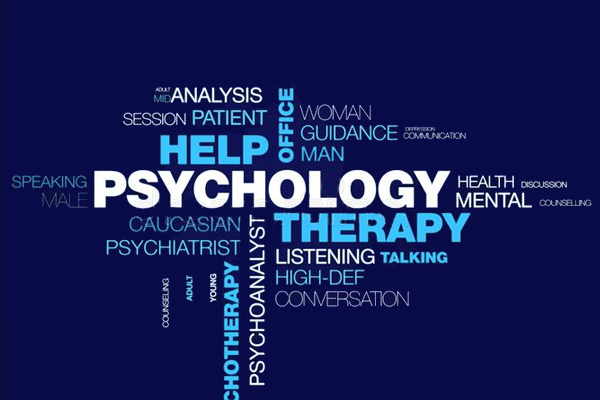 ADULT
MID ANALYSIS
SESSION PATIENT
HELP
OFFICE
WOMAN
GUIDANCE
DEPRESSION
COMMUNICATION
MAN
SPEAKING
MALE
PSYCHOLOGY
HEALTH DISCUSSION
MENTAL COUNSELLING
CAUCASIAN
PSYCHIATRIST
THERAPY
LISTENING TALKING
HIGH-DEF
CONVERSATION
COUNSELING
ADULT
YOUNG
CHOTHERAPY
PSYCHOANALYST